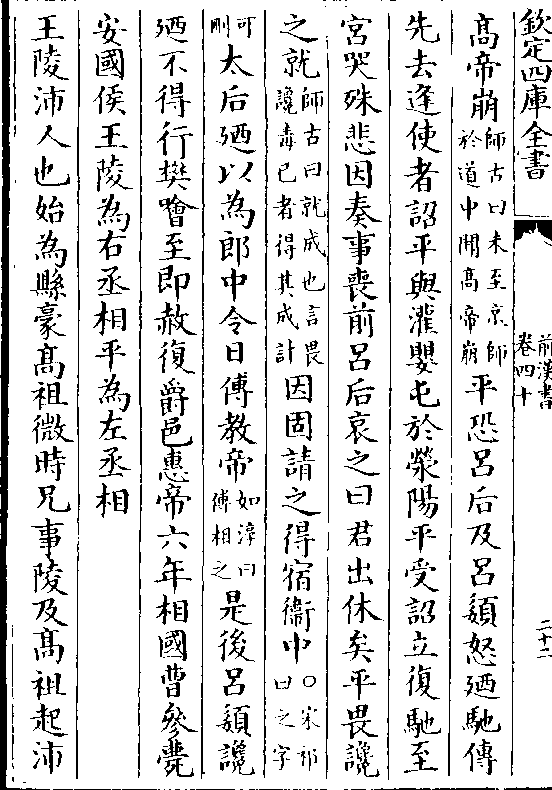 欽定四庫全書
前漢書
卷四十
二十二
高帝崩師古曰未至京師於道中聞高帝崩平恐呂后及呂嬃怒廼馳傳
先去逢使者詔平與灌嬰屯於滎陽平受詔立復馳至
宮哭殊悲因奏事喪前呂后哀之曰君出休矣平畏讒
之就師古曰就成也言畏讒毒已者得其成計因固請之得宿衞中○宋祁曰之字
可刪太后廼以為郎中令日傅教帝如淳曰傅相之是後呂嬃讒
廼不得行樊噲至即赦復爵邑惠帝六年相國曹參薨
安國侯王陵為右丞相平為左丞相
王陵沛人也始為縣豪高祖微時兄事陵及高祖起沛